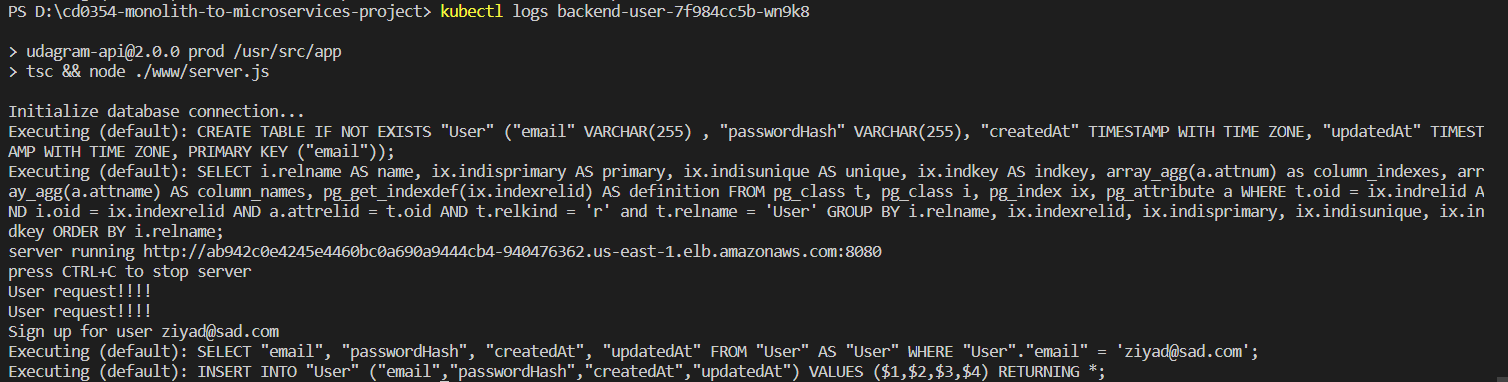 PS D:\cd0354-monolith-to-microservices-project> kubectl logs backend-user-7f984cc5b-wn9k8
> udagram-api@2.0.0 prod /usr/src/app
> tsc && node ./www/server.js
Initialize database connection...
Executing (default): CREATE TABLE IF NOT EXISTS "User" ("email" VARCHAR(255) , "passwordHash" VARCHAR(255), "createdAt" TIMESTAMP WITH TIME ZONE, "updatedAt" TIMEST
AMP WITH TIME ZONE, PRIMARY KEY ("email"));
Executing (default): SELECT i.relname AS name, ix.indisprimary AS primary, ix.indisunique AS unique, ix.indkey AS indkey, array_agg(a.attnum) as column_indexes, arr
ay_agg(a.attname) AS column_names, pg_get_indexdef(ix.indexrelid) AS definition FROM pg_class t, pg_class i, pg_index ix, pg_attribute a WHERE t.oid = ix.indrelid A
ND i.oid = ix.indexrelid AND a.attrelid = t.oid AND t.relkind = 'r' and t.relname = 'User' GROUP BY i.relname, ix.indexrelid, ix.indisprimary, ix.indisunique, ix.in
dkey ORDER BY i.relname;
server running http://ab942c0e4245e4460bc0a690a9444cb4-940476362.us-east-1.elb.amazonaws.com:8080
press CTRL+C to stop server
User request!!!!
User request!!!!
Sign up for user ziyad@sad.com
Executing (default): SELECT "email", "passwordHash", "createdAt", "updatedAt" FROM "User" AS "User" WHERE "User"."email" = 'ziyad@sad.com';
Executing (default): INSERT INTO "User" ("email","passwordHash","createdAt","updatedAt") VALUES ($1,$2,$3,$4) RETURNING *;